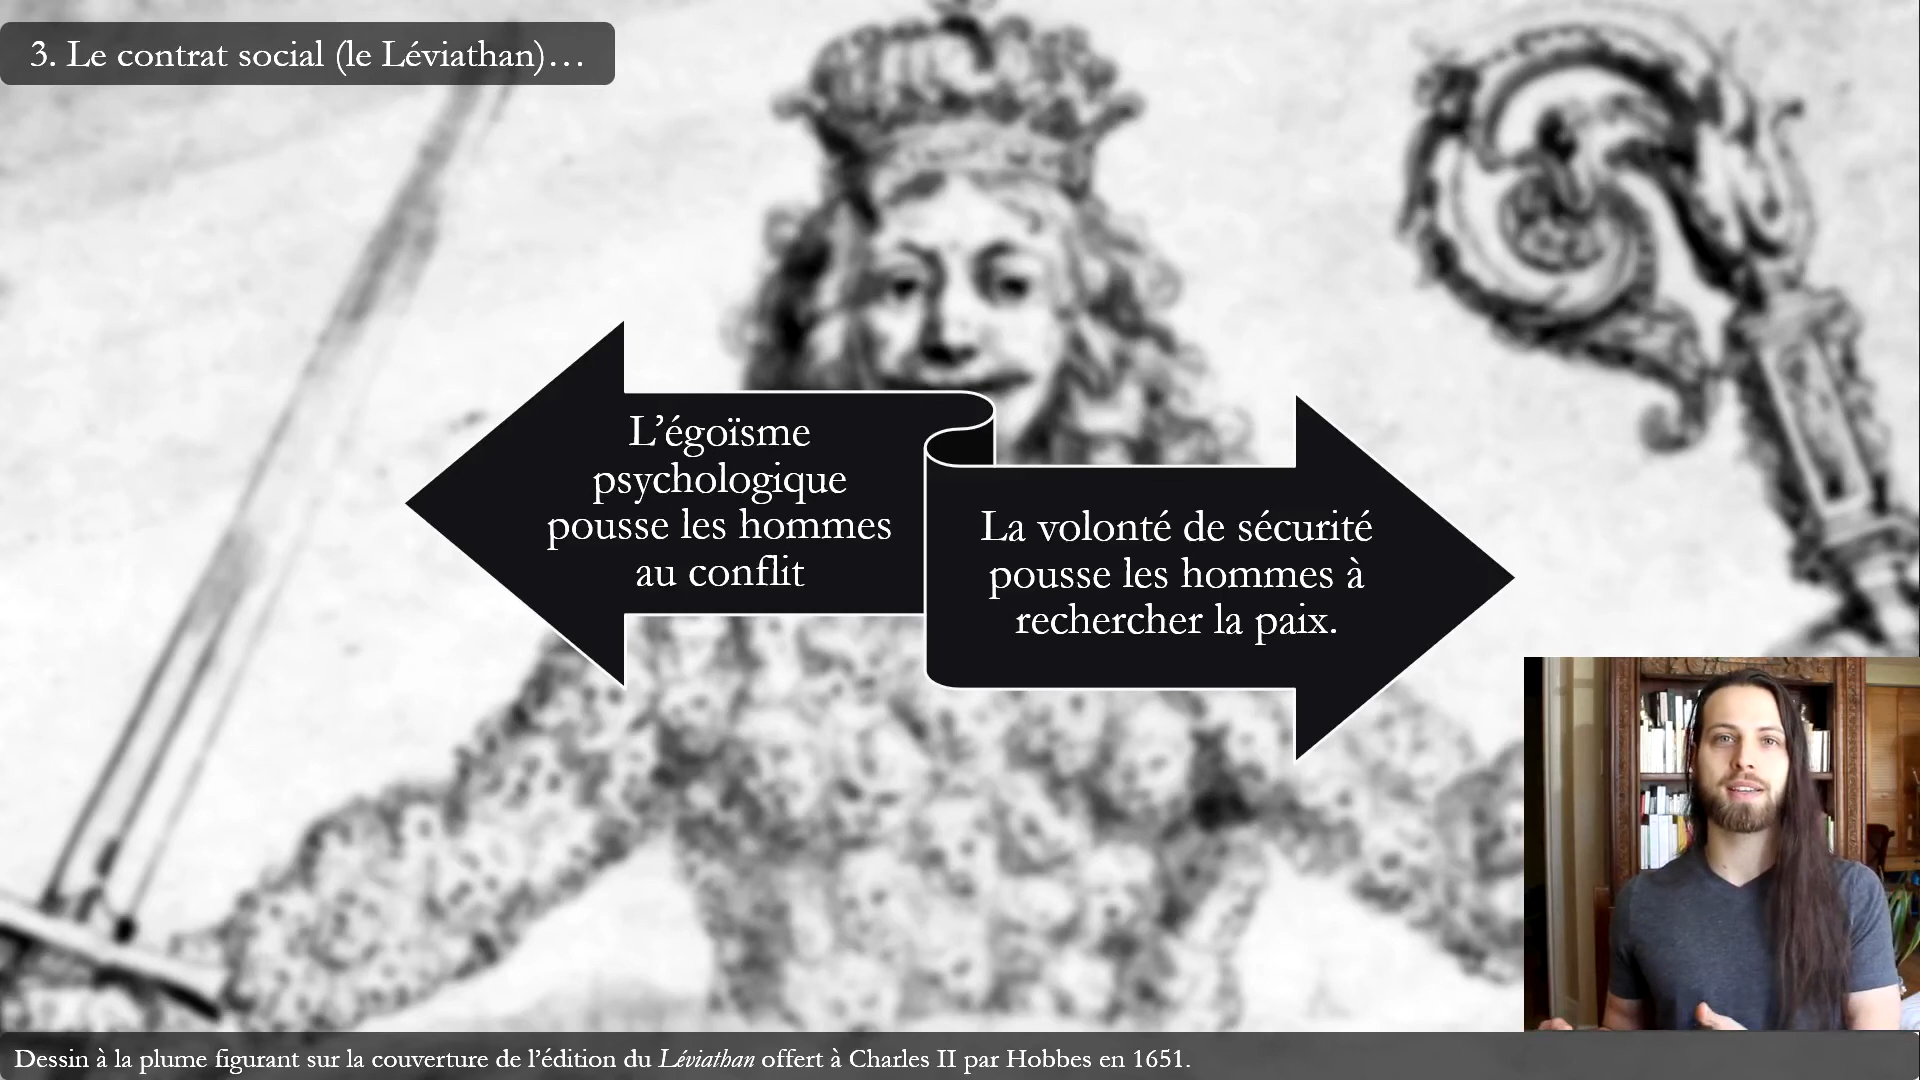 3. Le contrat social (le Léviathan)…
L’égoïsme
psychologique
pousse les hommes
au conflit
La volonté de sécurité
pousse les hommes à
rechercher la paix.
Dessin à la plume figurant sur la couverture de l’édition du Léviathan offert à Charles II par Hobbes en 1651.